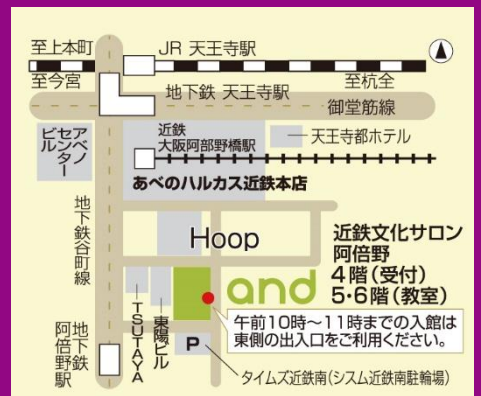 至上本町
JR 天王寺駅
至今宮
地下鉄 天王寺駅
至杭全
御堂筋線
アベノ
センター
ビル
近鉄
大阪阿部野橋駅
天王寺都ホテル
あべのハルカス近鉄本店
地下鉄谷町線
Hoop
近鉄文化サロン
阿倍野
4階(受付)
5・6階(教室)
and
TSUTAYA
東陽ビル
午前10時～11時までの入館は
東側の出入口をご利用ください。
地下鉄
阿倍野駅
P
タイムズ近鉄南(シスム近鉄南駐輪場)